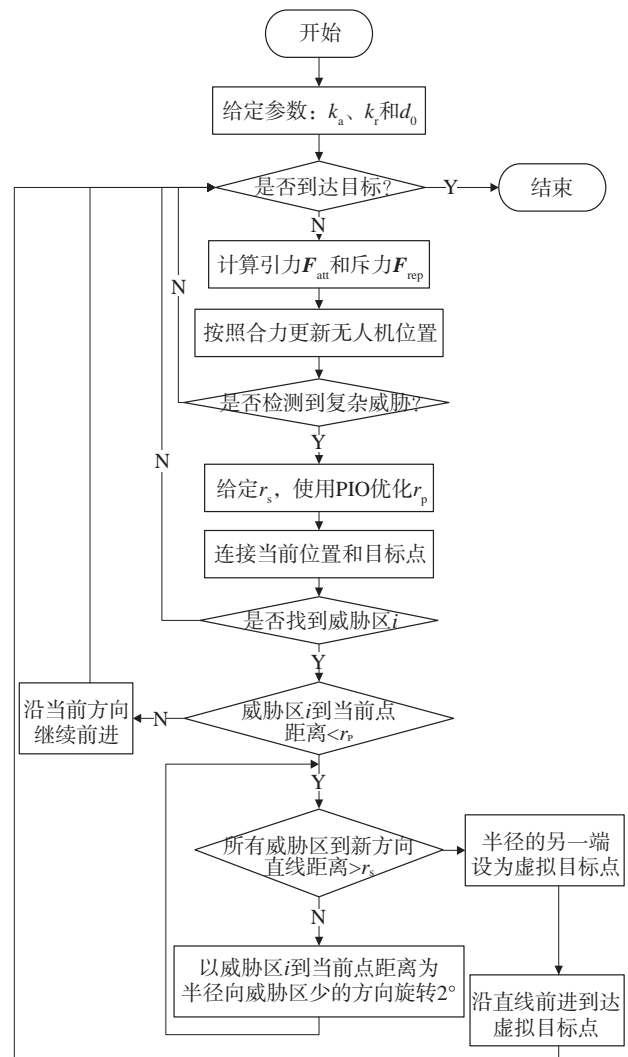 开始
给定参数：kₐ、kᵣ和d₀
是否到达目标？
Y
结束
N
计算引力F_att和斥力F_rep
N
按照合力更新无人机位置
是否检测到复杂威胁？
Y
N
给定r_s，使用PIO优化r_p
连接当前位置和目标点
是否找到威胁区i
Y
沿当前方向
继续前进
N
威胁区i到当前点
距离<r_P
Y
所有威胁区到新方向
直线距离>r_s
半径的另一端
设为虚拟目标点
N
以威胁区i到当前点距离为
半径向威胁区少的方向旋转2°
沿直线前进到达
虚拟目标点